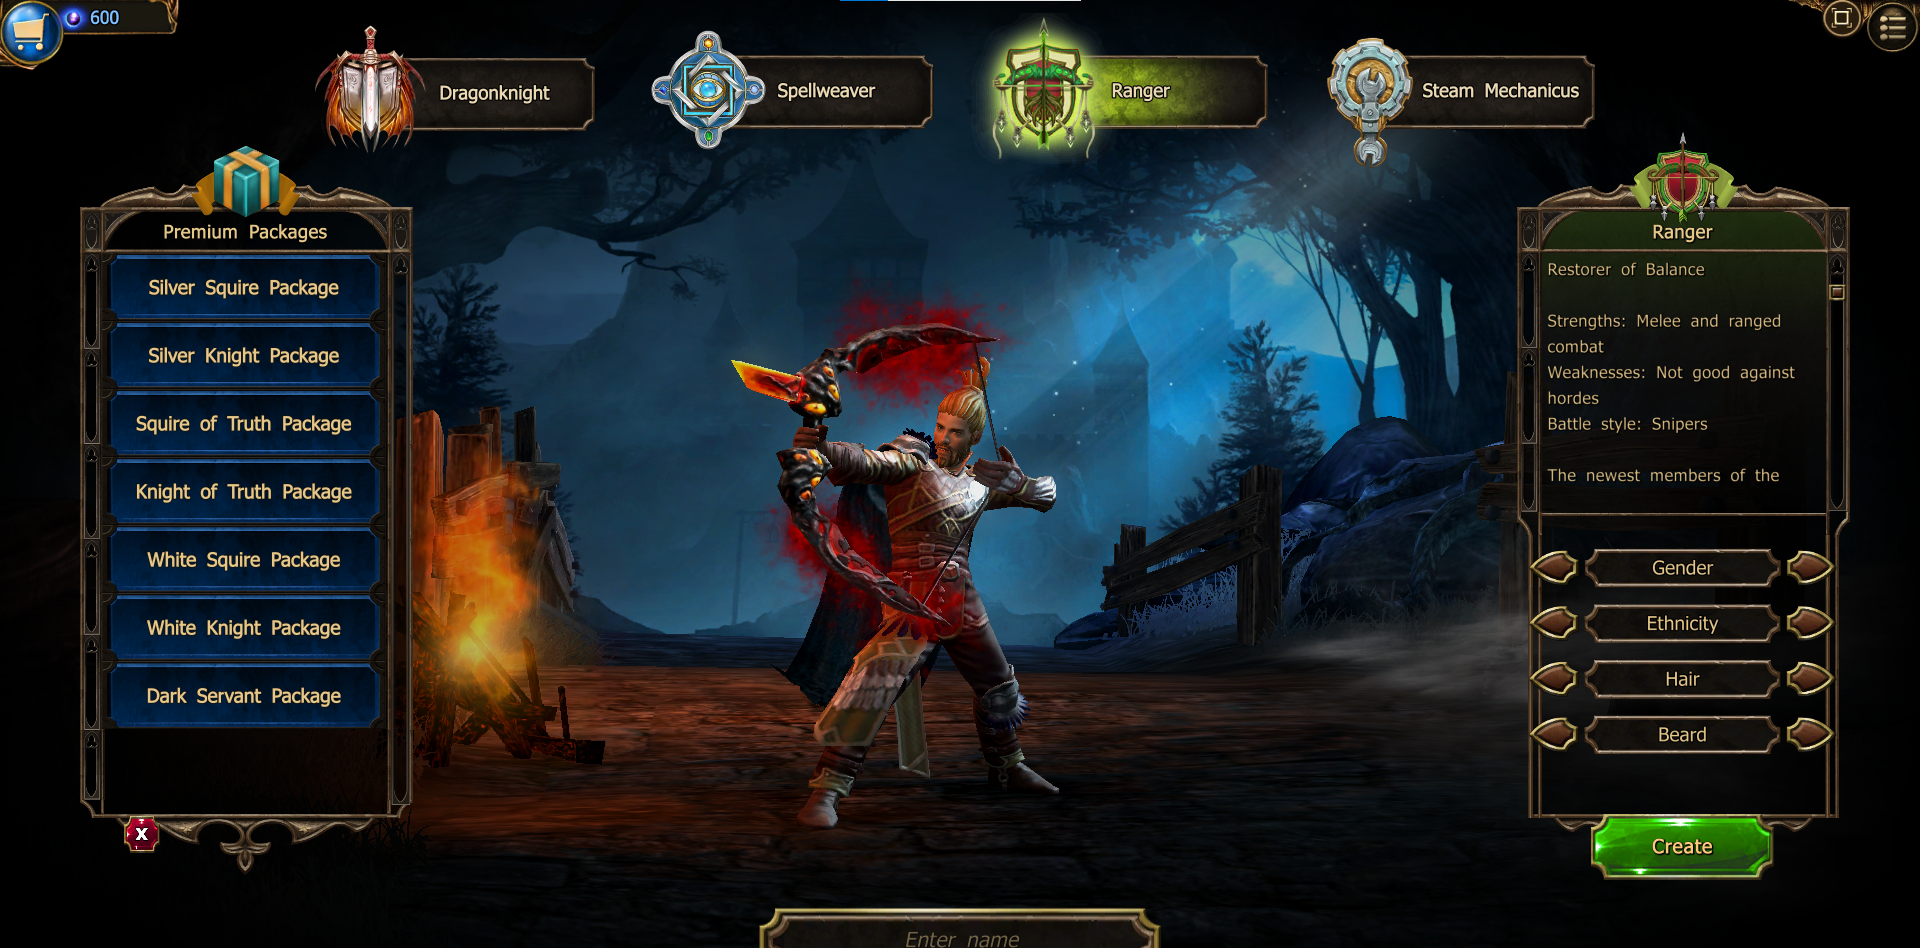 600
Dragonknight
Spellweaver
Ranger
Steam Mechanicus
Premium Packages
Silver Squire Package
Silver Knight Package
Squire of Truth Package
Knight of Truth Package
White Squire Package
White Knight Package
Dark Servant Package
X
Ranger
Restorer of Balance
Strengths: Melee and ranged
combat
Weaknesses: Not good against
hordes
Battle style: Snipers
The newest members of the
Gender
Ethnicity
Hair
Beard
Create
Enter name